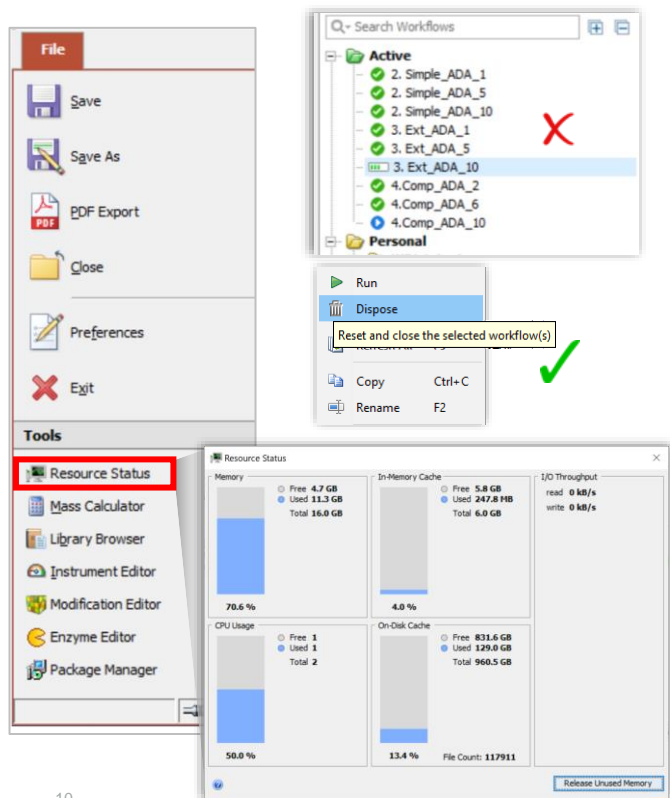 File
Save
Save As
PDF
PDF Export
Close
Preferences
Exit
Tools
Resource Status
Mass Calculator
Library Browser
Instrument Editor
Modification Editor
Enzyme Editor
Package Manager
Search Workflows
Active
2. Simple_ADA_1
2. Simple_ADA_5
2. Simple_ADA_10
3. Ext_ADA_1
3. Ext_ADA_5
3. Ext_ADA_10
4.Comp_ADA_2
4.Comp_ADA_6
4.Comp_ADA_10
Personal
Run
Dispose
Reset and close the selected workflow(s)
Copy Ctrl+C
Rename F2
Resource Status
Memory
Free 4.7 GB
Used 11.3 GB
Total 16.0 GB
70.6 %
In-Memory Cache
Free 5.8 GB
Used 247.8 MB
Total 6.0 GB
4.0 %
I/O Throughput
read 0 kB/s
write 0 kB/s
CPU Usage
Free 1
Used 1
Total 2
50.0 %
On-Disk Cache
Free 831.6 GB
Used 129.0 GB
Total 960.5 GB
13.4 % File Count: 117911
Release Unused Memory